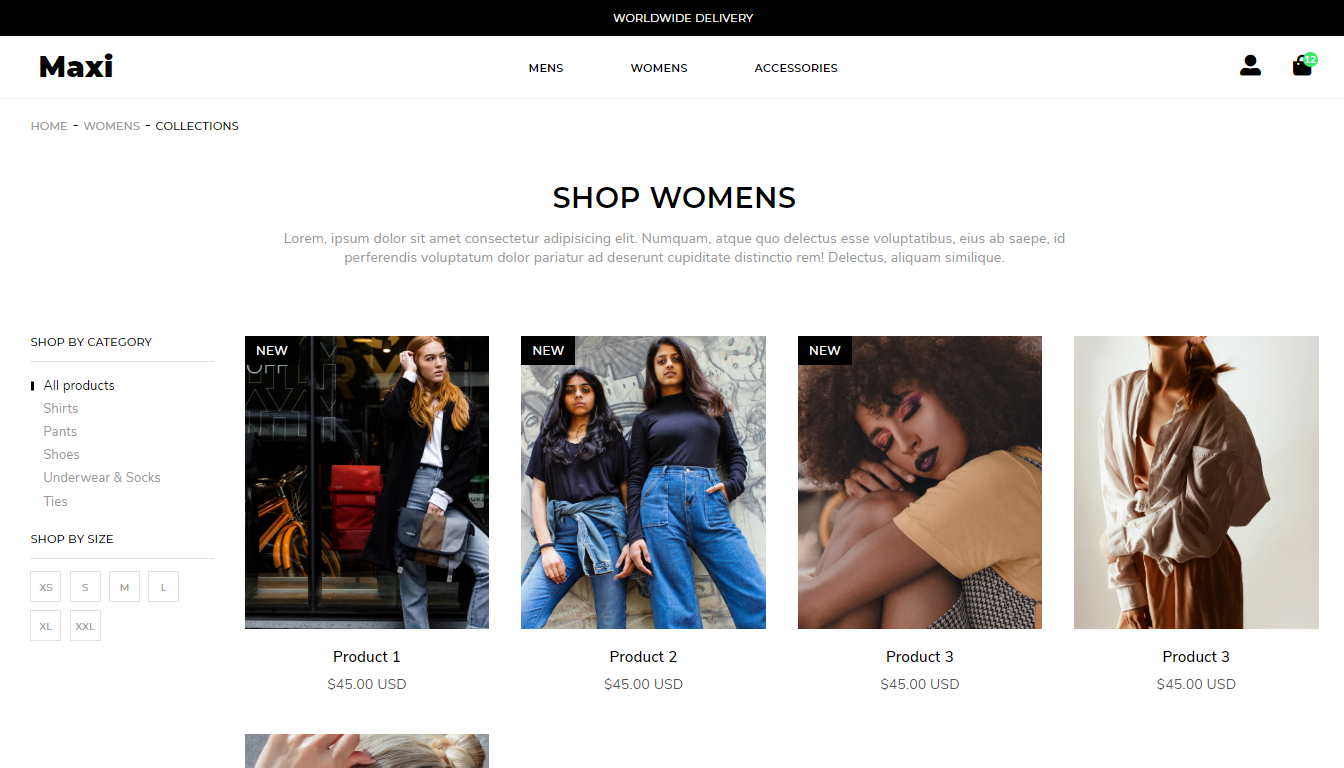 WORLDWIDE DELIVERY
Maxi
MENS WOMENS ACCESSORIES
12
HOME - WOMENS - COLLECTIONS
SHOP WOMENS
Lorem, ipsum dolor sit amet consectetur adipisicing elit. Numquam, atque quo delectus esse voluptatibus, eius ab saepe, id
perferendis voluptatum dolor pariatur ad deserunt cupiditate distinctio rem! Delectus, aliquam similique.
SHOP BY CATEGORY
All products
Shirts
Pants
Shoes
Underwear & Socks
Ties
SHOP BY SIZE
XS S M L
XL XXL
NEW
OFF
NEW
NEW
Product 1
$45.00 USD
Product 2
$45.00 USD
Product 3
$45.00 USD
Product 3
$45.00 USD